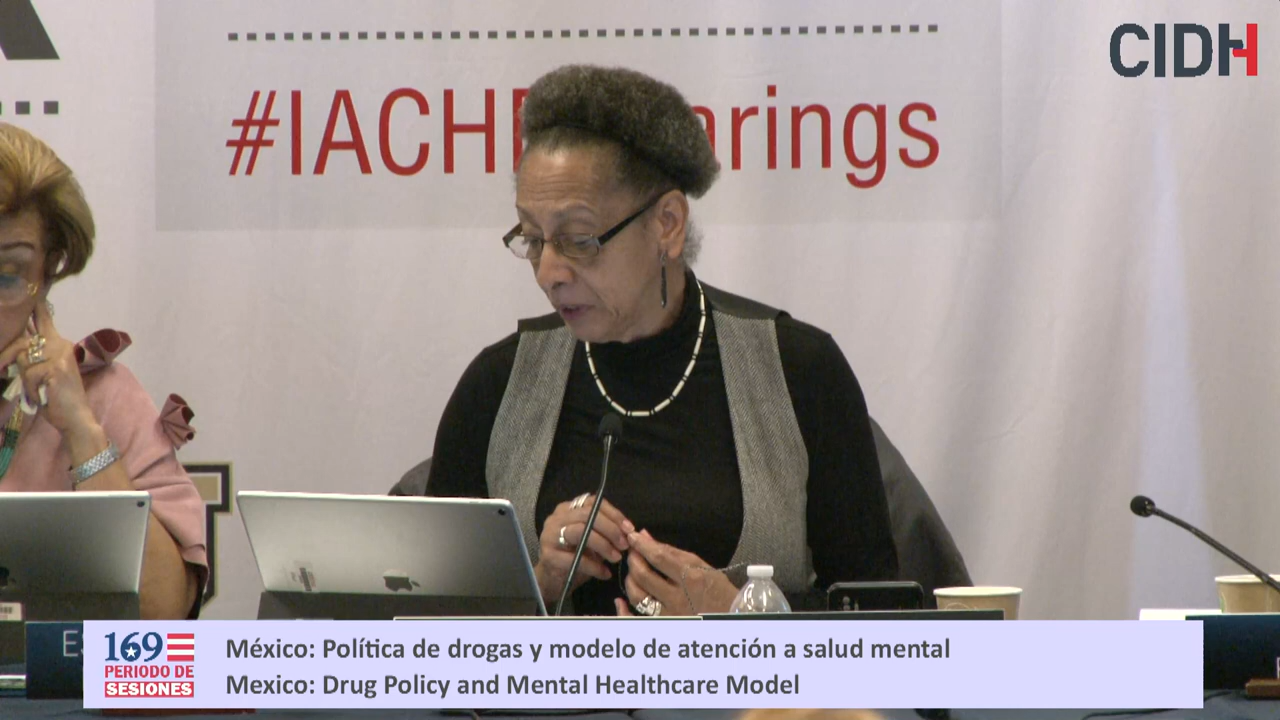 CIDH
#IACHR
arings
169
PERIODO DE
SESIONES
México: Política de drogas y modelo de atención a salud mental
Mexico: Drug Policy and Mental Healthcare Model